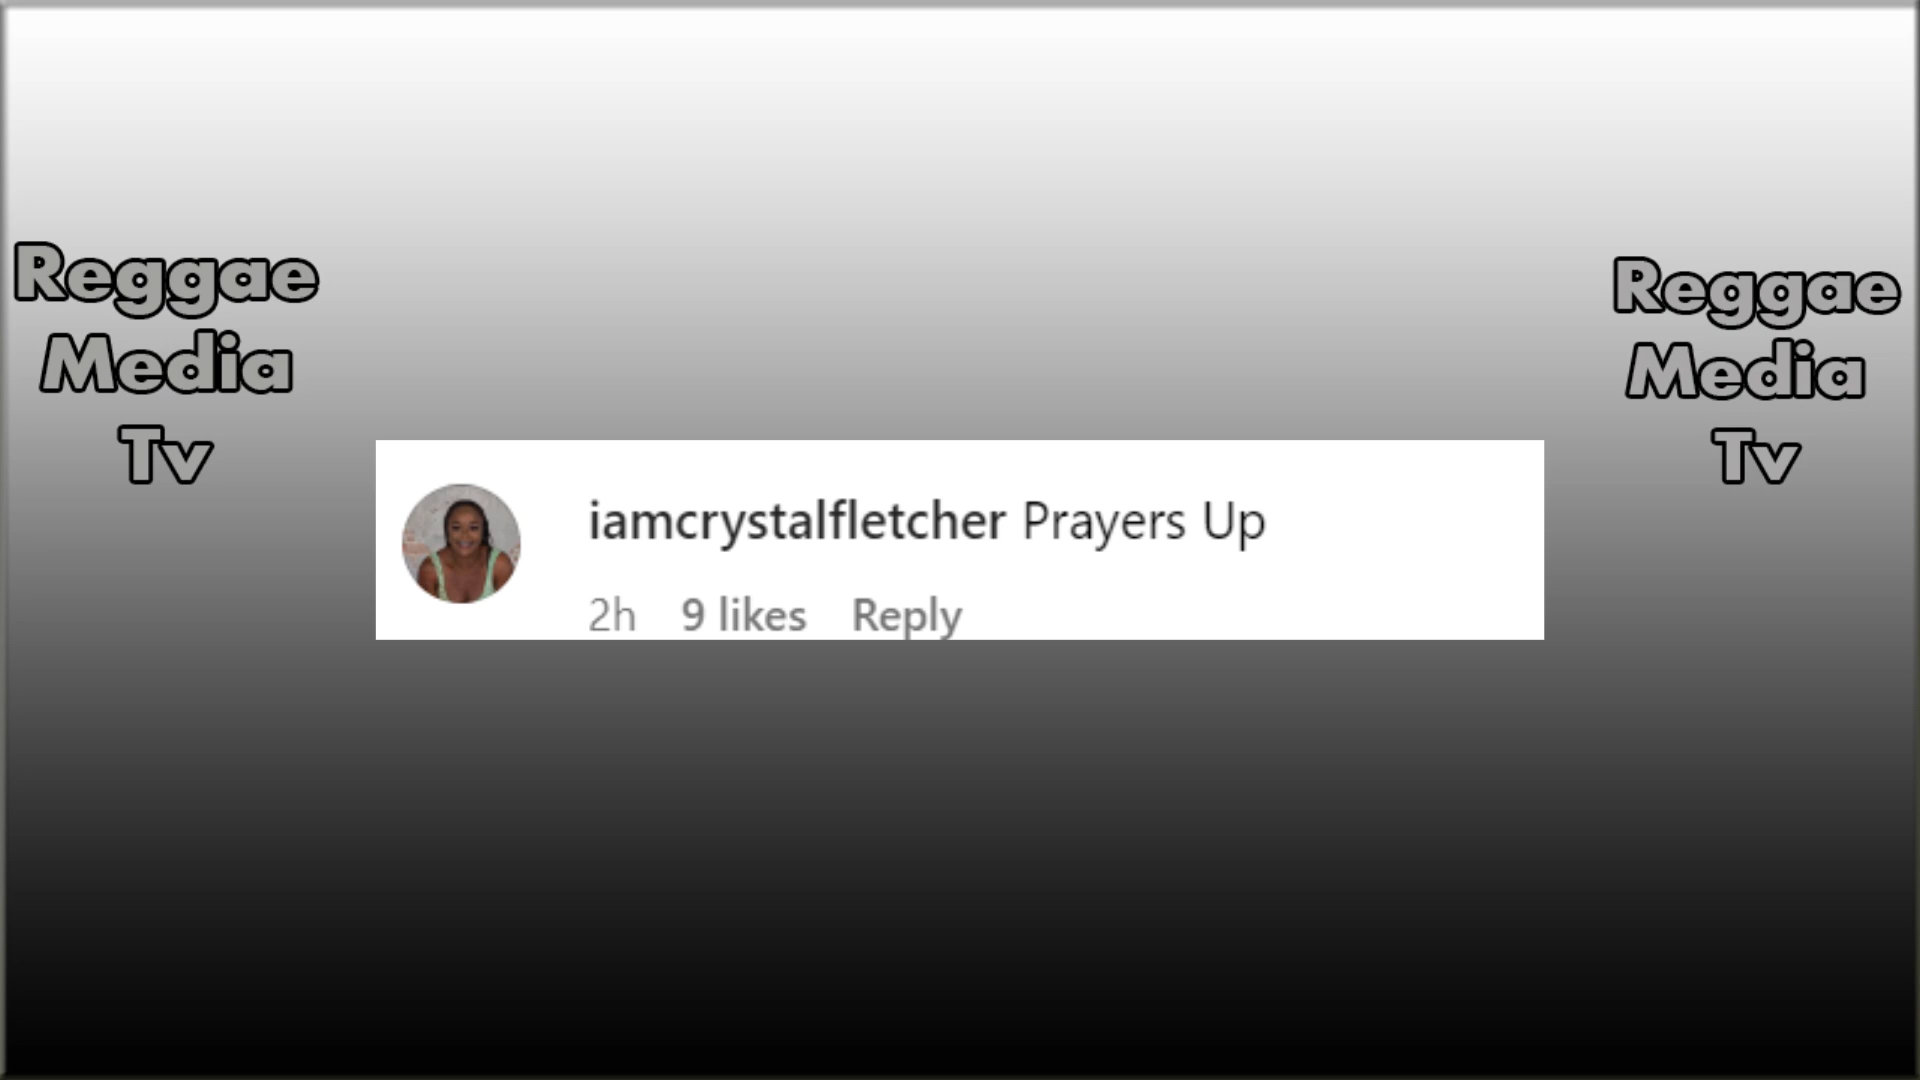 Reggae
Media
Tv
Reggae
Media
Tv
iamcrystalfletcher Prayers Up
2h 9 likes Reply